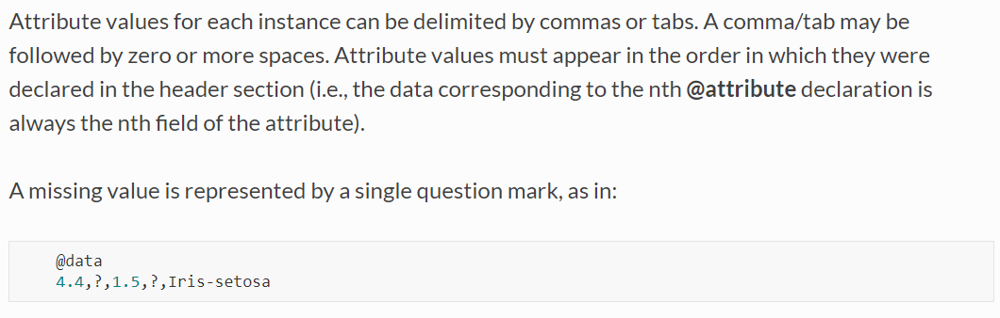 Attribute values for each instance can be delimited by commas or tabs. A comma/tab may be
followed by zero or more spaces. Attribute values must appear in the order in which they were
declared in the header section (i.e., the data corresponding to the nth @attribute declaration is
always the nth field of the attribute).
A missing value is represented by a single question mark, as in:
@data
4.4,?,1.5,?,Iris-setosa